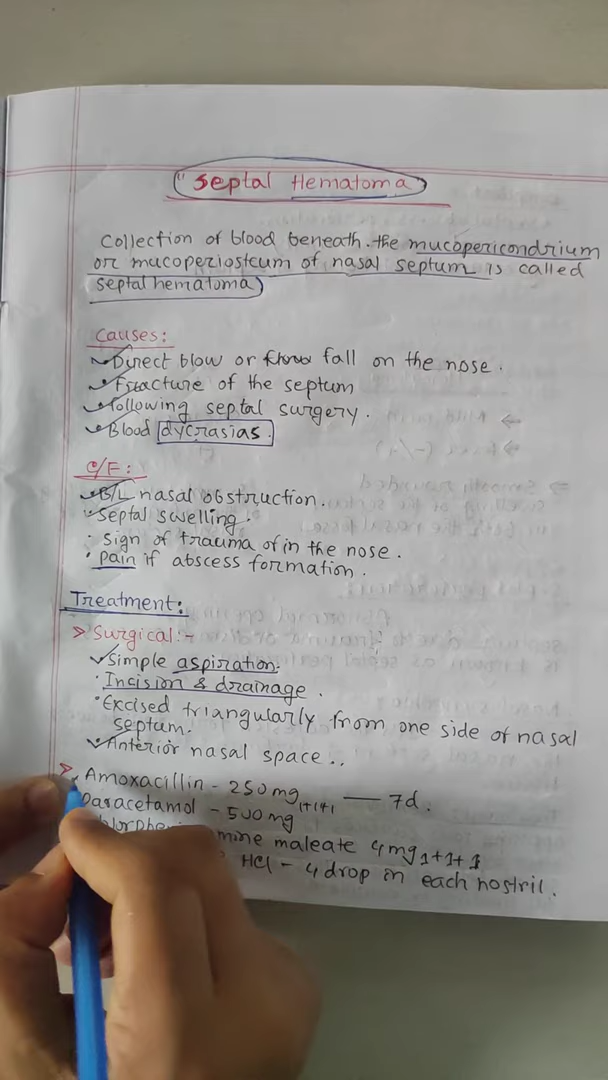 "Septal Hematoma"
Collection of blood beneath the mucopericondrium
or mucoperiosteum of nasal septum is called
septal hematoma
Causes:
Direct blow or fall on the nose.
Fracture of the septum
following septal surgery.
Blood dycrasias.
C/F:
B/L nasal obstruction.
Septal swelling.
Sign of trauma of in the nose.
Pain if abscess formation.
Treatment:
Surgical:-
Simple aspiration.
Incision & drainage.
Excised triangularly from one side of nasal
septum.
Anterior nasal space..
Amoxacillin - 250 mg 1+1+1 — 7d.
Paracetamol - 500 mg
mine maleate 4mg 1+1+1
HCl - 4 drop in each nostril.